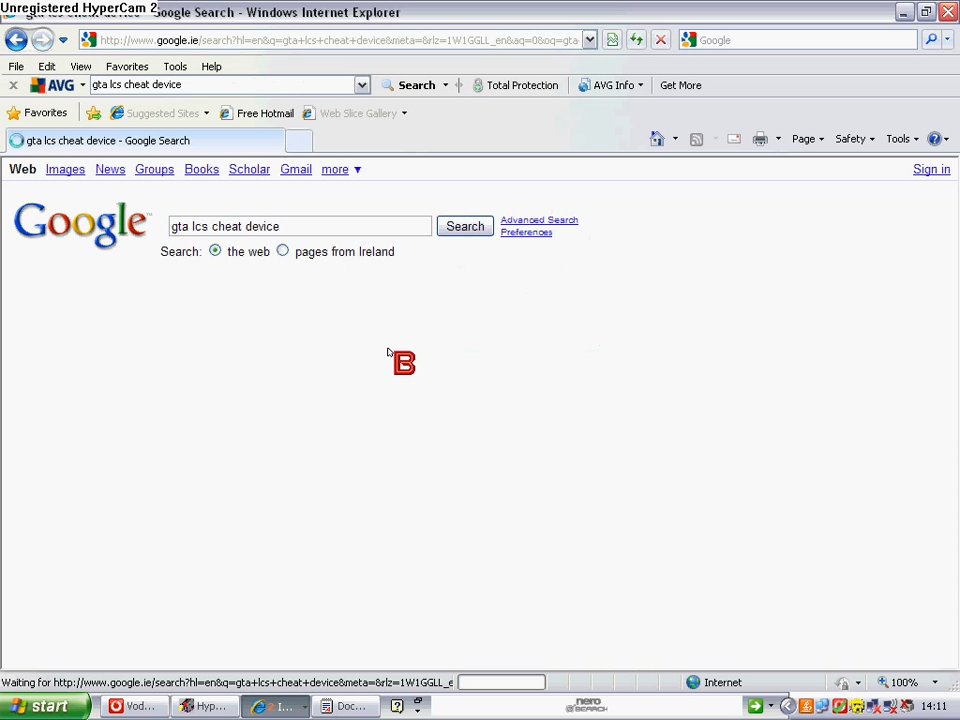 Unregistered HyperCam 2
Google Search - Windows Internet Explorer
http://www.google.ie/search?hl=en&q=gta+lcs+cheat+device&meta=&rlz=1W1GGLL_en&aq=0&oq=gta-
Google
File Edit View Favorites Tools Help
AVG gta lcs cheat device Search Total Protection AVG Info Get More
Favorites Suggested Sites Free Hotmail Web Slice Gallery
gta lcs cheat device - Google Search Page Safety Tools
Web Images News Groups Books Scholar Gmail more Sign in
Google gta lcs cheat device Search Advanced Search
Preferences
Search: the web pages from Ireland
B
Waiting for http://www.google.ie/search?hl=en&q=gta+lcs+cheat+device&meta=&rlz=1W1GGLL_e Internet 100%
start Vod... Hyp... 2 I... Doc... nero SEARCH 14:11